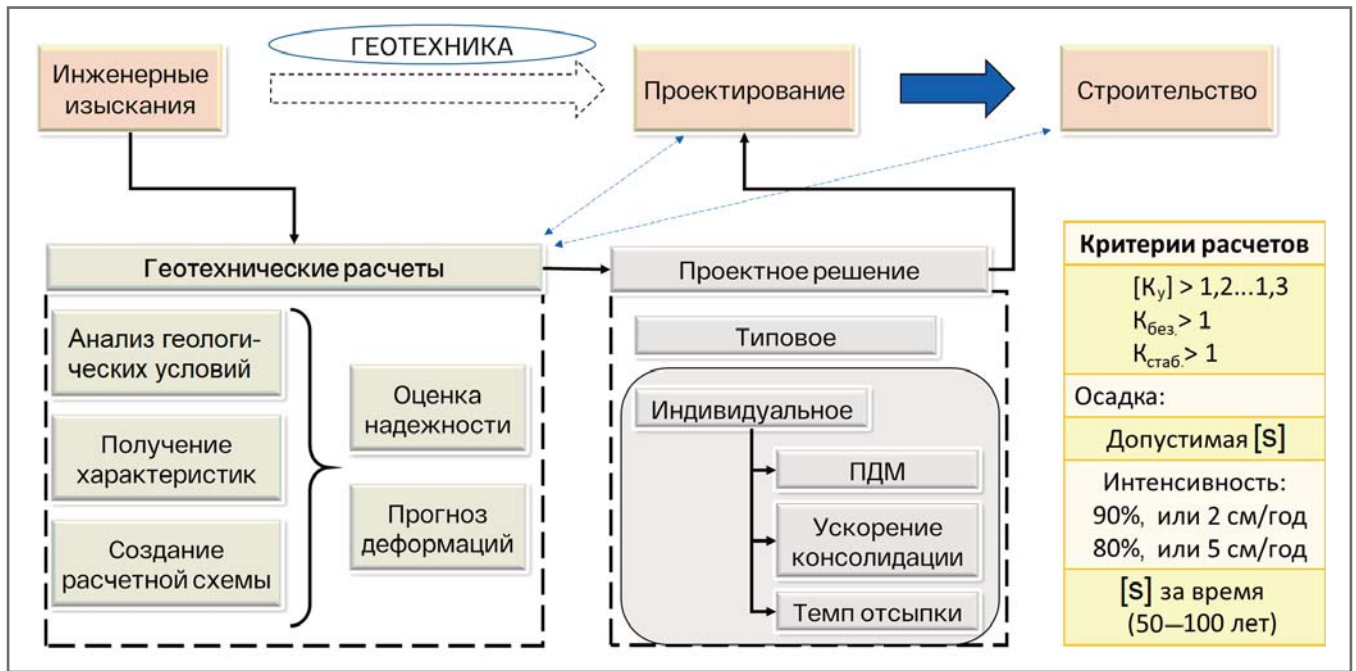 ГЕОТЕХНИКА
Инженерные
изыскания
Проектирование
Строительство
Геотехнические расчеты
Анализ геологи-
ческих условий
Получение
характеристик
Создание
расчетной схемы
Оценка
надежности
Прогноз
деформаций
Проектное решение
Типовое
Индивидуальное
ПДМ
Ускорение
консолидации
Темп отсыпки
Критерии расчетов
[Kу] > 1,2...1,3
Kбез.> 1
Kстаб.> 1
Осадка:
Допустимая [S]
Интенсивность:
90%, или 2 см/год
80%, или 5 см/год
[S] за время
(50—100 лет)